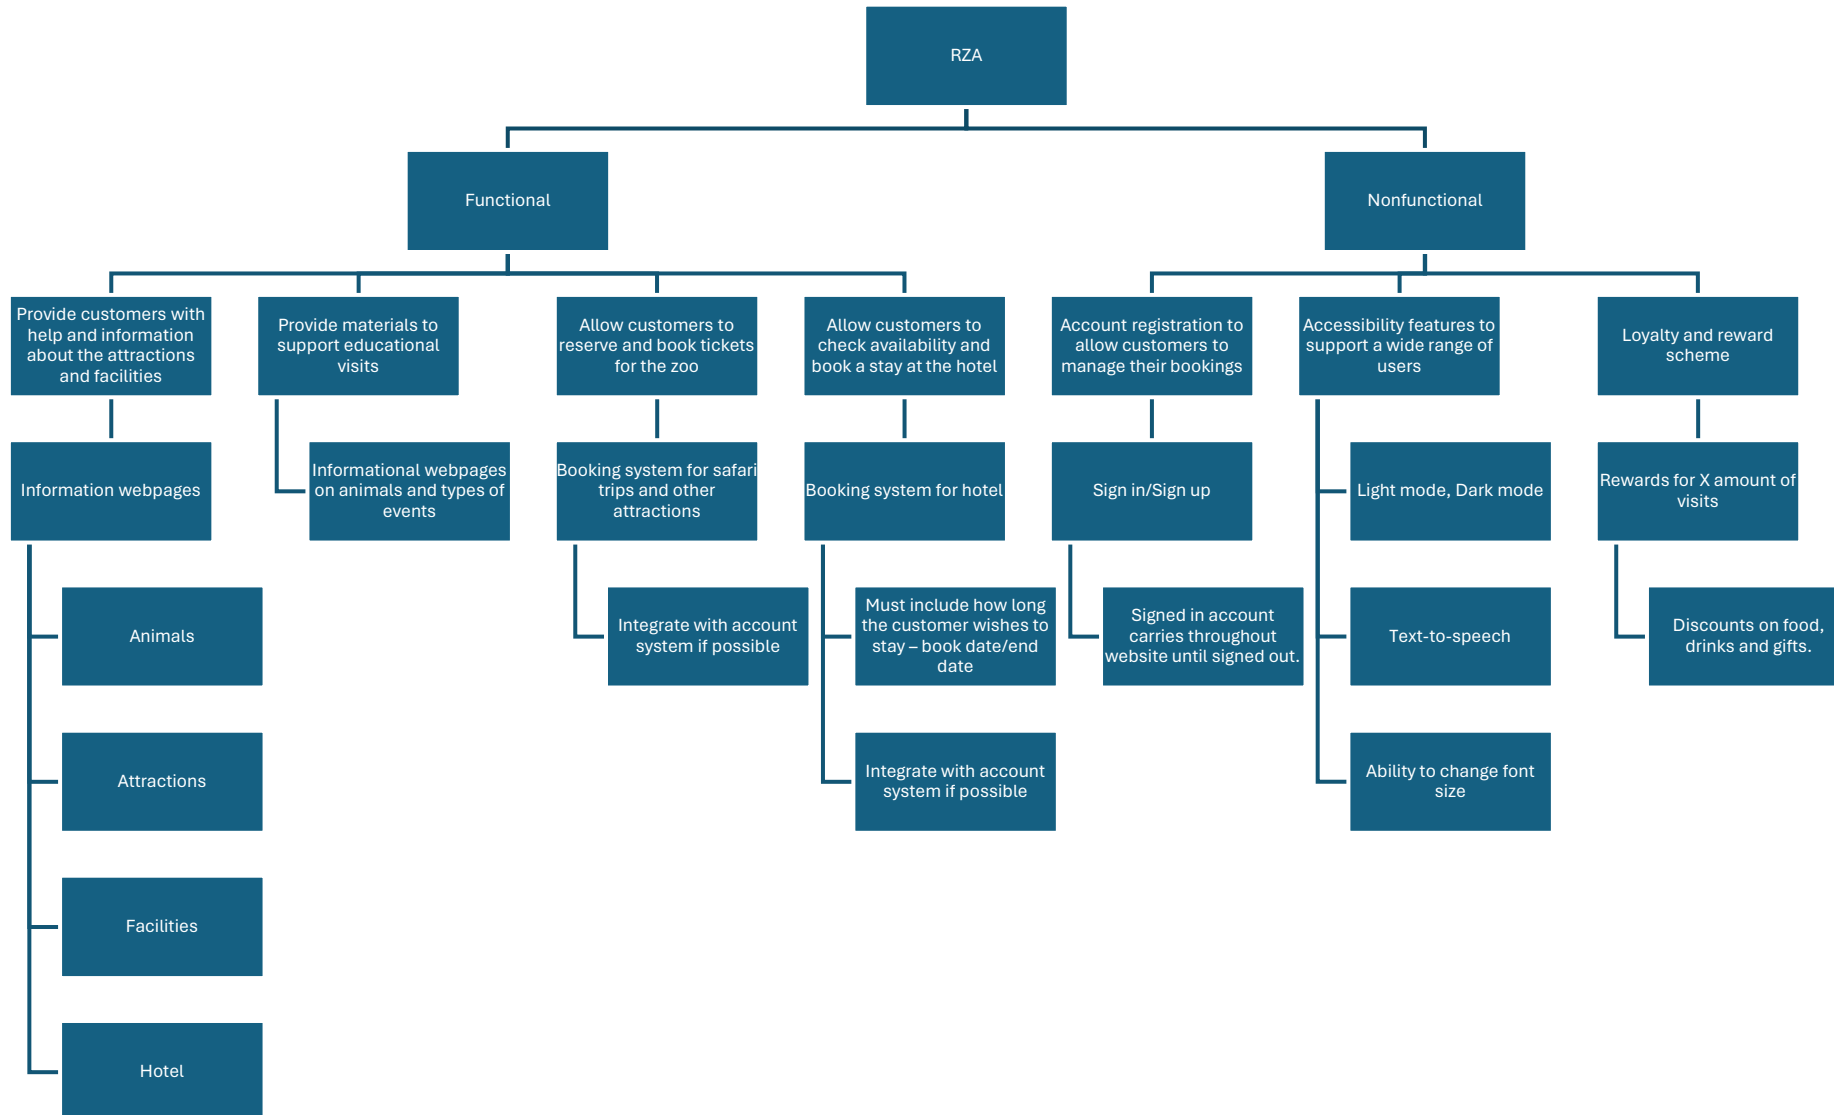 RZA
Functional
Nonfunctional
Provide customers with
help and information
about the attractions
and facilities
Provide materials to
support educational
visits
Allow customers to
reserve and book tickets
for the zoo
Allow customers to
check availability and
book a stay at the hotel
Account registration to
allow customers to
manage their bookings
Accessibility features to
support a wide range of
users
Loyalty and reward
scheme
Information webpages
Informational webpages
on animals and types of
events
Booking system for safari
trips and other
attractions
Booking system for hotel
Sign in/Sign up
Light mode, Dark mode
Rewards for X amount of
visits
Animals
Integrate with account
system if possible
Must include how long
the customer wishes to
stay – book date/end
date
Signed in account
carries throughout
website until signed out.
Text-to-speech
Discounts on food,
drinks and gifts.
Attractions
Integrate with account
system if possible
Ability to change font
size
Facilities
Hotel